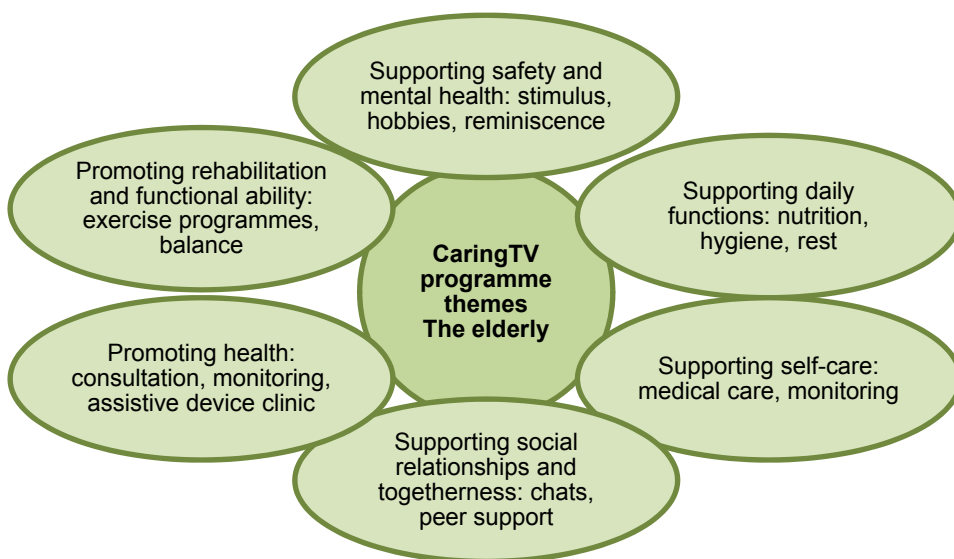 Supporting safety and
mental health: stimulus,
hobbies, reminiscence
Promoting rehabilitation
and functional ability:
exercise programmes,
balance
Supporting daily
functions: nutrition,
hygiene, rest
CaringTV
programme
themes
The elderly
Promoting health:
consultation, monitoring,
assistive device clinic
Supporting self-care:
medical care, monitoring
Supporting social
relationships and
togetherness: chats,
peer support